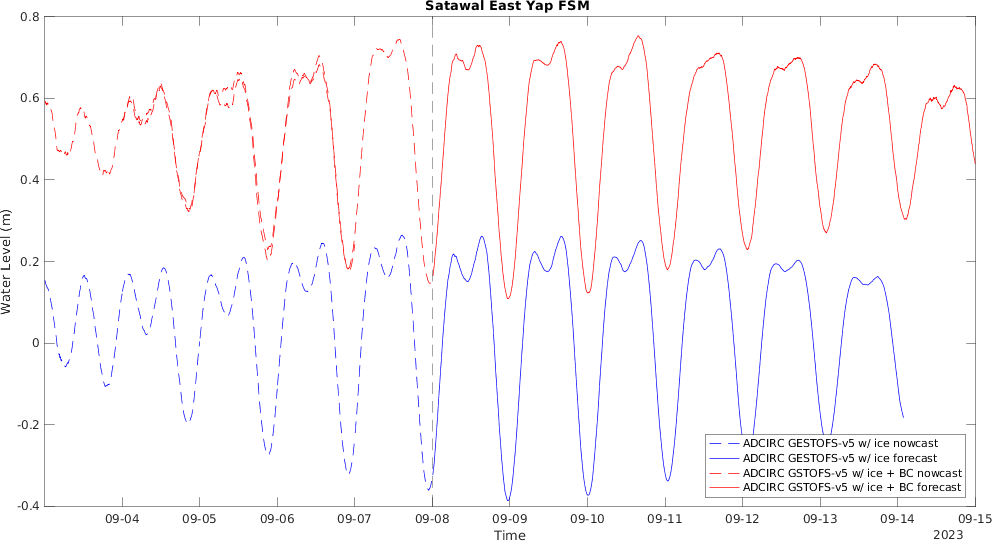 Satawal East Yap FSM
0.8
0.6
0.4
0.2
0
-0.2
-0.4
Water Level (m)
ADCIRC GESTOFS-v5 w/ ice nowcast
ADCIRC GESTOFS-v5 w/ ice forecast
ADCIRC GSTOFS-v5 w/ ice + BC nowcast
ADCIRC GSTOFS-v5 w/ ice + BC forecast
09-04 09-05 09-06 09-07 09-08 09-09 09-10 09-11 09-12 09-13 09-14 09-15
Time
2023